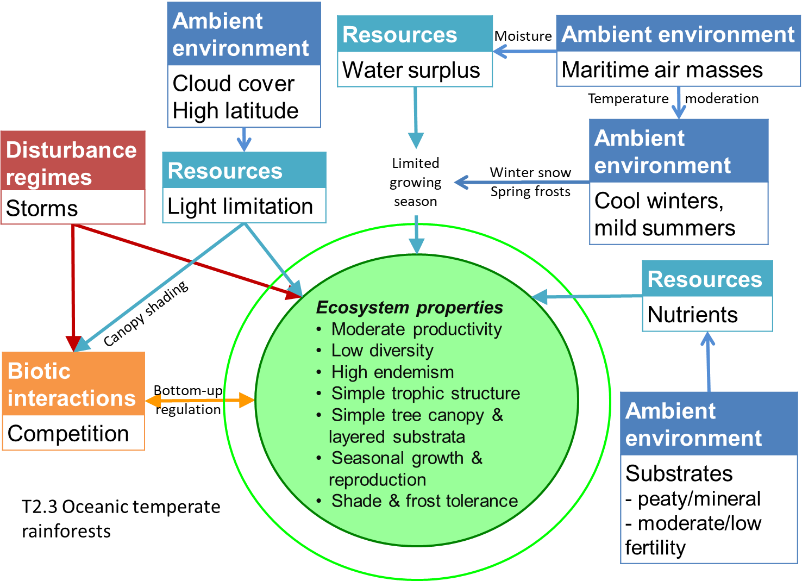 Ambient
environment
Cloud cover
High latitude
Resources
Water surplus
Moisture
Ambient environment
Maritime air masses
Temperature moderation
Disturbance
regimes
Storms
Resources
Light limitation
Limited
growing
season
Winter snow
Spring frosts
Ambient
environment
Cool winters,
mild summers
Canopy shading
Resources
Nutrients
Ecosystem properties
• Moderate productivity
• Low diversity
• High endemism
• Simple trophic structure
• Simple tree canopy &
layered substrata
• Seasonal growth &
reproduction
• Shade & frost tolerance
Biotic
interactions
Competition
Bottom-up
regulation
Ambient
environment
Substrates
- peaty/mineral
- moderate/low
fertility
T2.3 Oceanic temperate
rainforests